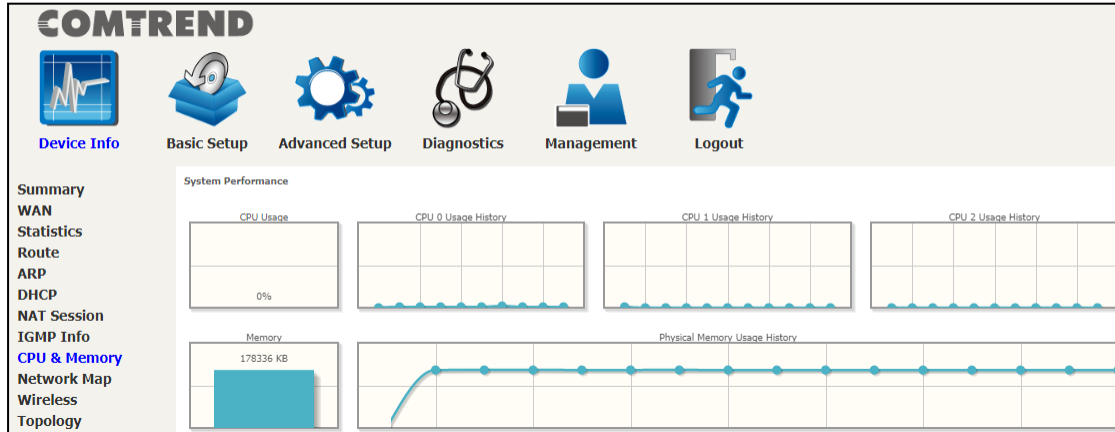 COMTREND
Device Info
Basic Setup
Advanced Setup
Diagnostics
Management
Logout
Summary
WAN
Statistics
Route
ARP
DHCP
NAT Session
IGMP Info
CPU & Memory
Network Map
Wireless
Topology
System Performance
CPU Usage
0%
CPU 0 Usage History
CPU 1 Usage History
CPU 2 Usage History
Memory
178336 KB
Physical Memory Usage History